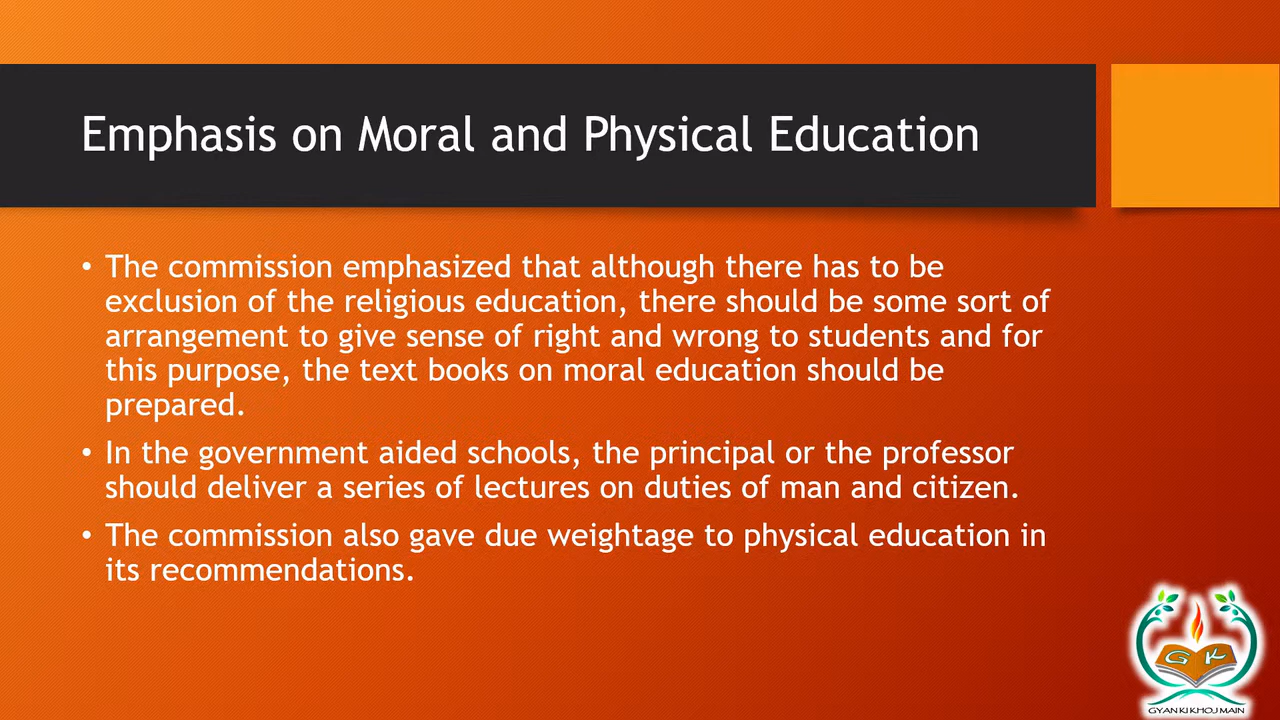 Emphasis on Moral and Physical Education
• The commission emphasized that although there has to be
exclusion of the religious education, there should be some sort of
arrangement to give sense of right and wrong to students and for
this purpose, the text books on moral education should be
prepared.
• In the government aided schools, the principal or the professor
should deliver a series of lectures on duties of man and citizen.
• The commission also gave due weightage to physical education in
its recommendations.
G K
GYAN KI KHOJ MAIN